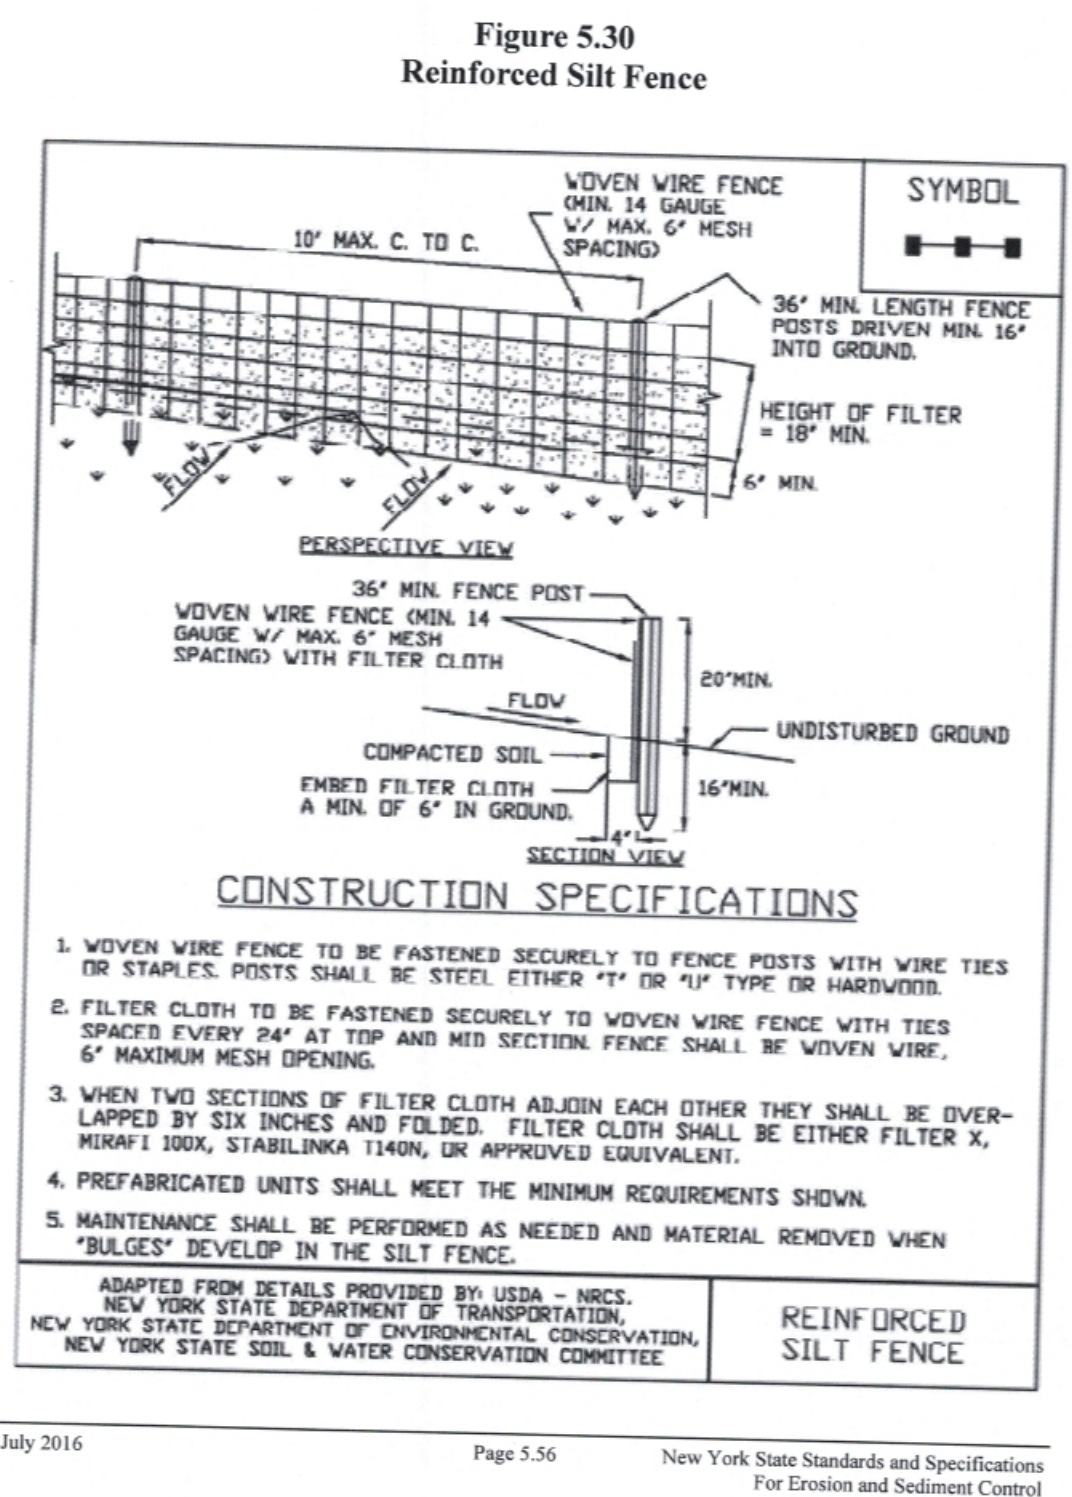 Figure 5.30
Reinforced Silt Fence
WOVEN WIRE FENCE
(MIN. 14 GAUGE
W/ MAX. 6" MESH
SPACING)
SYMBOL
10' MAX. C. TO C.
36" MIN. LENGTH FENCE
POSTS DRIVEN MIN. 16"
INTO GROUND.
HEIGHT OF FILTER
= 18" MIN.
6" MIN.
FLOW
FLOW
PERSPECTIVE VIEW
36" MIN. FENCE POST
WOVEN WIRE FENCE (MIN. 14
GAUGE W/ MAX. 6" MESH
SPACING) WITH FILTER CLOTH
20"MIN.
FLOW
UNDISTURBED GROUND
COMPACTED SOIL
EMBED FILTER CLOTH
A MIN. OF 6" IN GROUND.
16"MIN.
4"
SECTION VIEW
CONSTRUCTION SPECIFICATIONS
1. WOVEN WIRE FENCE TO BE FASTENED SECURELY TO FENCE POSTS WITH WIRE TIES
OR STAPLES. POSTS SHALL BE STEEL EITHER "T" OR "U" TYPE OR HARDWOOD.
2. FILTER CLOTH TO BE FASTENED SECURELY TO WOVEN WIRE FENCE WITH TIES
SPACED EVERY 24" AT TOP AND MID SECTION. FENCE SHALL BE WOVEN WIRE,
6" MAXIMUM MESH OPENING.
3. WHEN TWO SECTIONS OF FILTER CLOTH ADJOIN EACH OTHER THEY SHALL BE OVER-
LAPPED BY SIX INCHES AND FOLDED. FILTER CLOTH SHALL BE EITHER FILTER X,
MIRAFI 100X, STABILINKA T140N, OR APPROVED EQUIVALENT.
4. PREFABRICATED UNITS SHALL MEET THE MINIMUM REQUIREMENTS SHOWN.
5. MAINTENANCE SHALL BE PERFORMED AS NEEDED AND MATERIAL REMOVED WHEN
"BULGES" DEVELOP IN THE SILT FENCE.
ADAPTED FROM DETAILS PROVIDED BY: USDA - NRCS.
NEW YORK STATE DEPARTMENT OF TRANSPORTATION,
NEW YORK STATE DEPARTMENT OF ENVIRONMENTAL CONSERVATION,
NEW YORK STATE SOIL & WATER CONSERVATION COMMITTEE
REINFORCED
SILT FENCE
July 2016
Page 5.56
New York State Standards and Specifications
For Erosion and Sediment Control